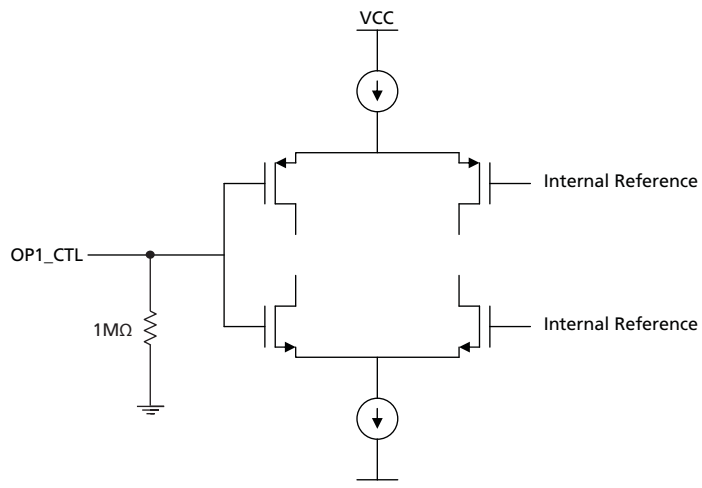 VCC
Internal Reference
OP1_CTL
1MΩ
Internal Reference